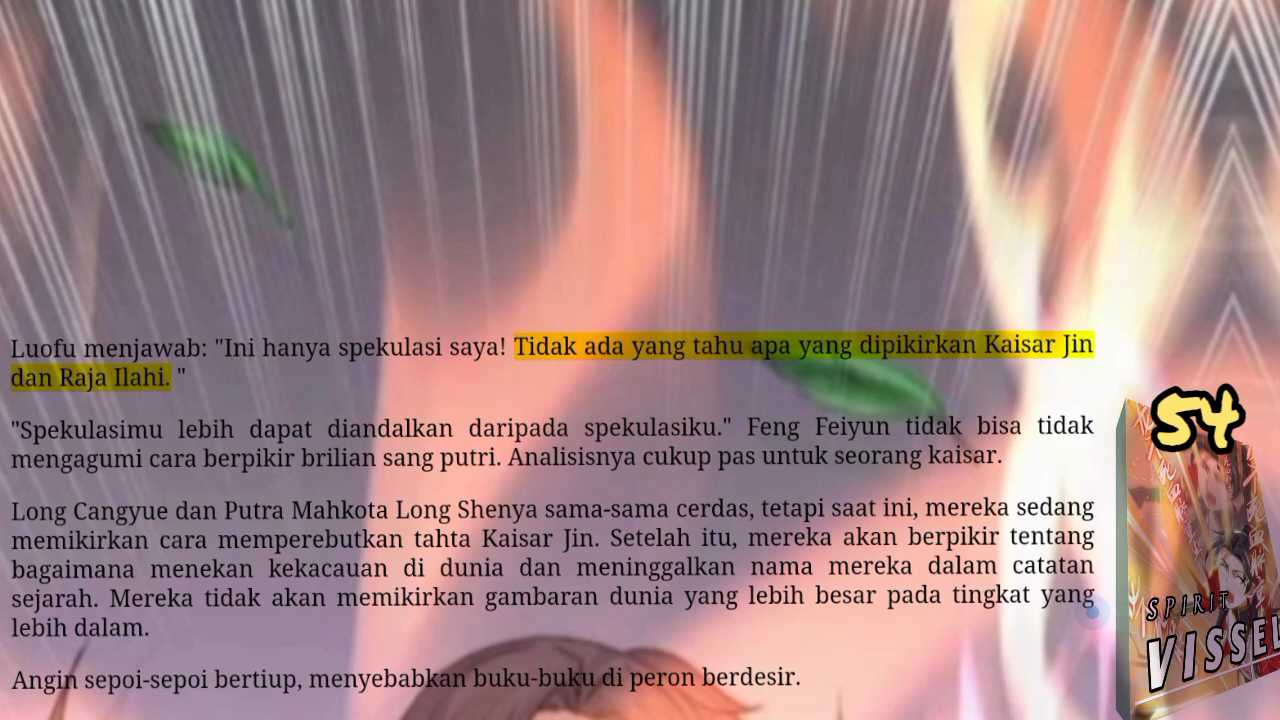 Luofu menjawab: "Ini hanya spekulasi saya! Tidak ada yang tahu apa yang dipikirkan Kaisar Jin
dan Raja Ilahi. "
"Spekulasimu lebih dapat diandalkan daripada spekulasiku." Feng Feiyun tidak bisa tidak
mengagumi cara berpikir brilian sang putri. Analisisnya cukup pas untuk seorang kaisar.
Long Cangyue dan Putra Mahkota Long Shenya sama-sama cerdas, tetapi saat ini, mereka sedang
memikirkan cara memperebutkan tahta Kaisar Jin. Setelah itu, mereka akan berpikir tentang
bagaimana menekan kekacauan di dunia dan meninggalkan nama mereka dalam catatan
sejarah. Mereka tidak akan memikirkan gambaran dunia yang lebih besar pada tingkat yang
lebih dalam.
Angin sepoi-sepoi bertiup, menyebabkan buku-buku di peron berdesir.
54
SPIRIT
VISSEL